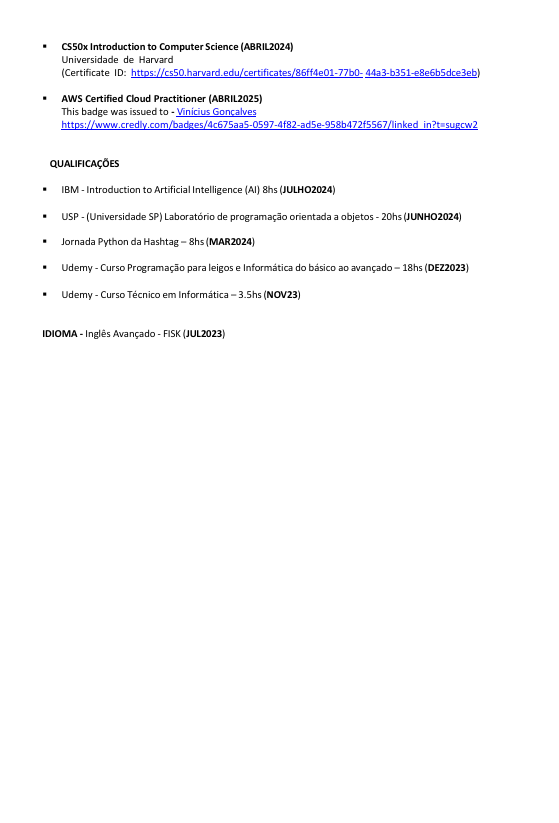 ▪ CS50x Introduction to Computer Science (ABRIL2024)
Universidade de Harvard
(Certificate ID: https://cs50.harvard.edu/certificates/86ff4e01-77b0- 44a3-b351-e8e6b5dce3eb)
▪ AWS Certified Cloud Practitioner (ABRIL2025)
This badge was issued to - Vinícius Gonçalves
https://www.credly.com/badges/4c675aa5-0597-4f82-ad5e-958b472f5567/linked_in?t=sugcw2
QUALIFICAÇÕES
▪ IBM - Introduction to Artificial Intelligence (AI) 8hs (JULHO2024)
▪ USP - (Universidade SP) Laboratório de programação orientada a objetos - 20hs (JUNHO2024)
▪ Jornada Python da Hashtag – 8hs (MAR2024)
▪ Udemy - Curso Programação para leigos e Informática do básico ao avançado – 18hs (DEZ2023)
▪ Udemy - Curso Técnico em Informática – 3.5hs (NOV23)
IDIOMA - Inglês Avançado - FISK (JUL2023)